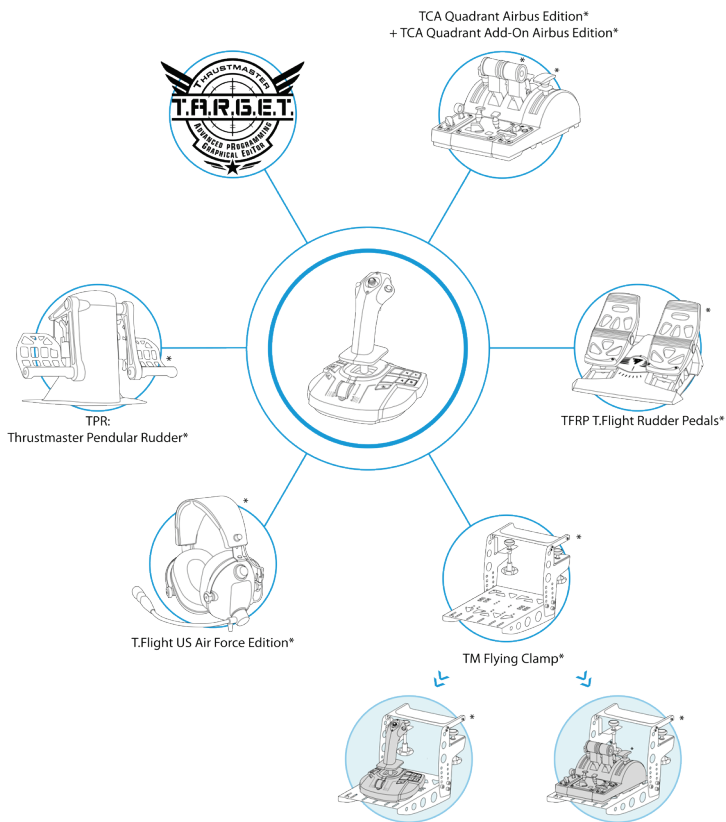 TCA Quadrant Airbus Edition*
+ TCA Quadrant Add-On Airbus Edition*
THRUSTMASTER
T.A.R.G.E.T.
ADVANCED pROGRAMMING
GRAPHICAL EDITOR
*
*
*
*
TPR:
Thrustmaster Pendular Rudder*
TFRP T.Flight Rudder Pedals*
*
*
T.Flight US Air Force Edition*
TM Flying Clamp*
*
*